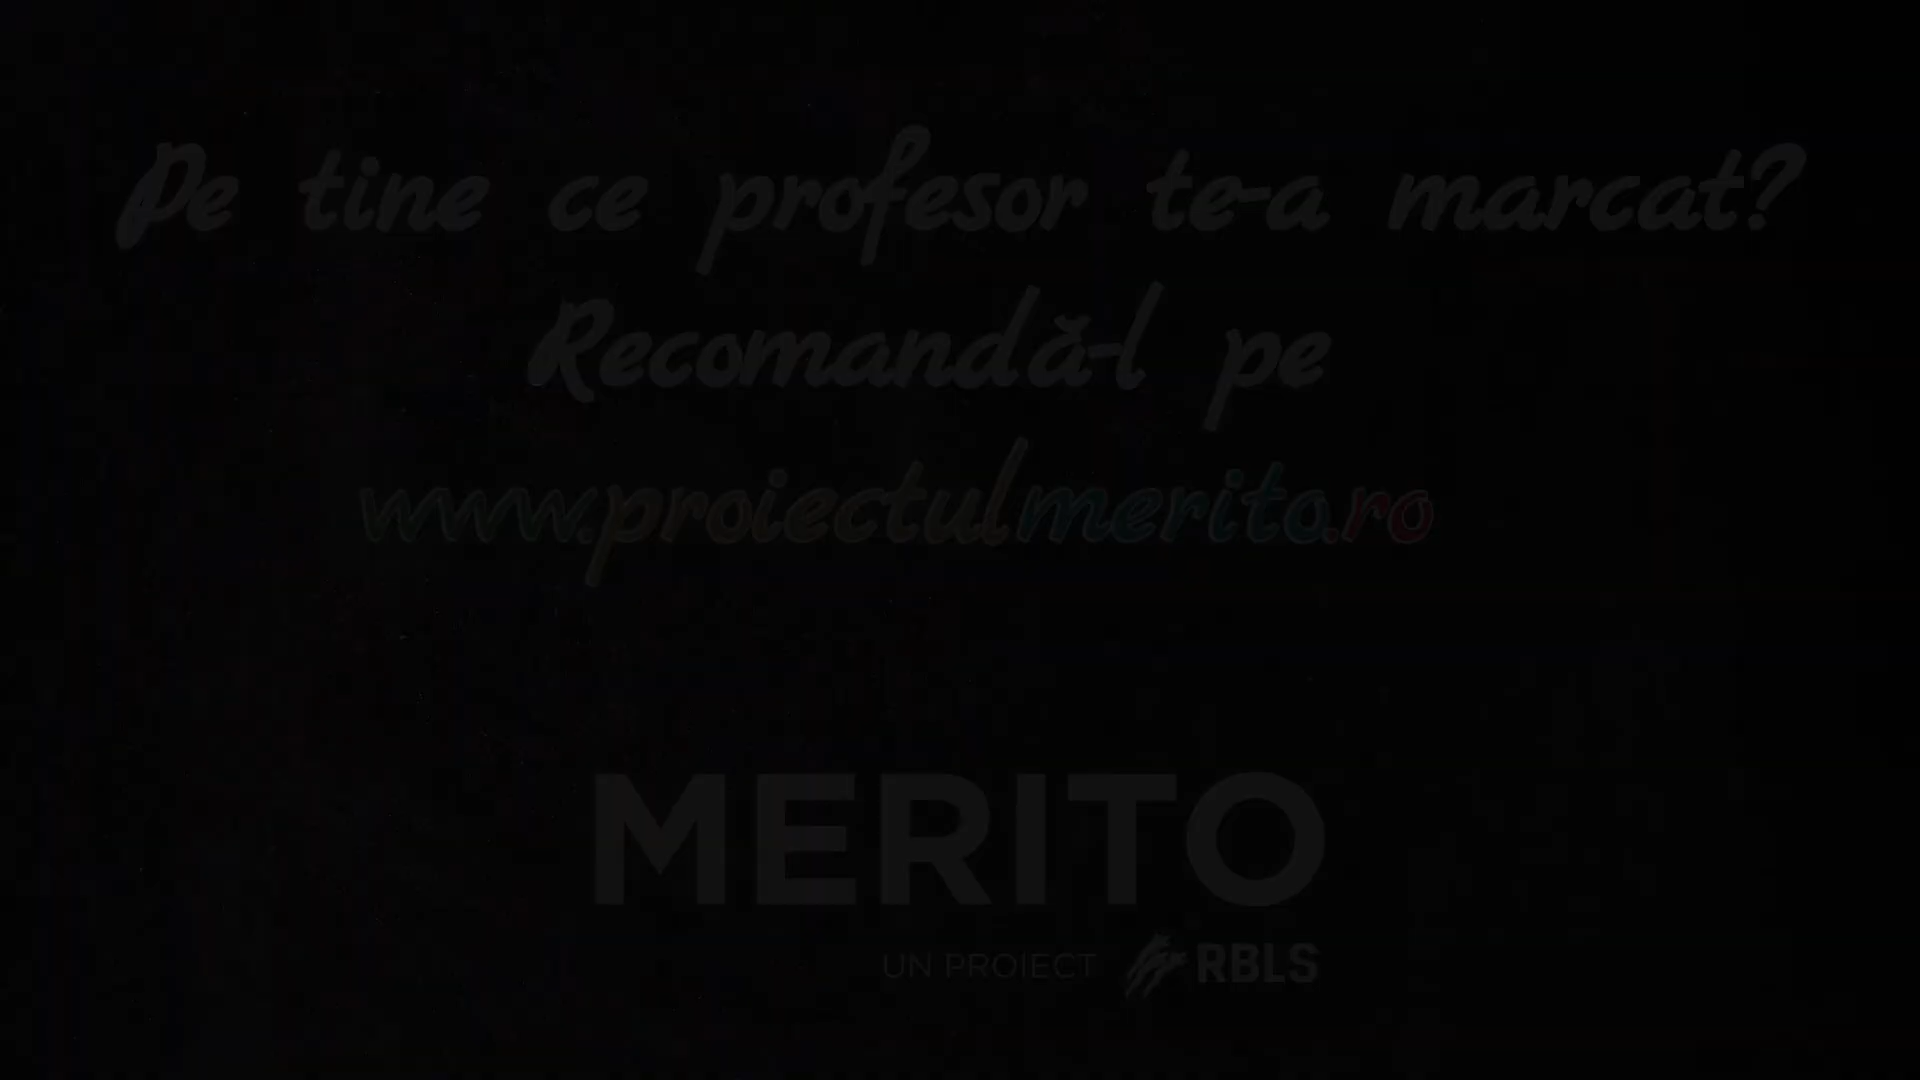 Pe tine ce profesor te-a marcat?
Recomandă-l pe
www.proiectulmerito.ro
MERITO
UN PROIECT RBLS